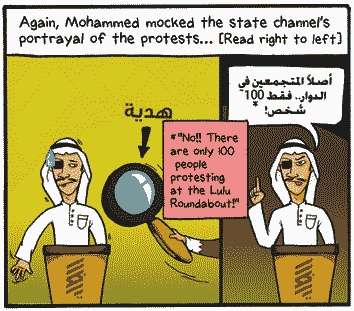 Again, Mohammed mocked the state channel's
portrayal of the protests... [Read right to left]
أصلاً المتجمعين في
الدوار.. فقط 100
شخص! *
*"No!! There
are only 100
people
protesting
at the Lulu
Roundabout!"
هدية